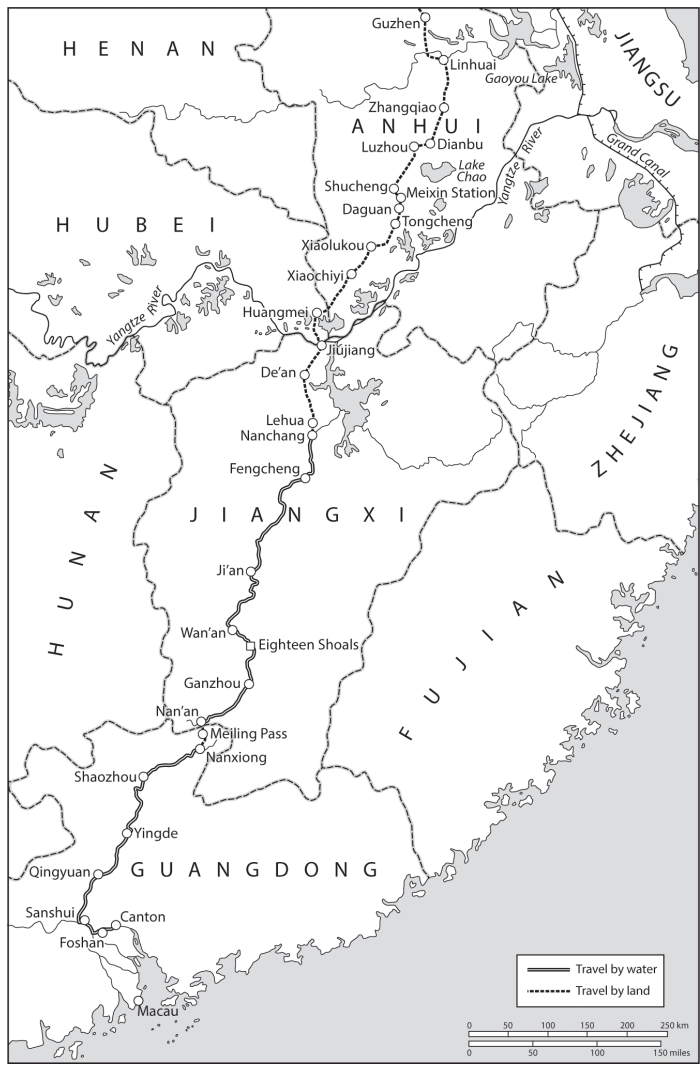 Guzhen
HENAN
JIANGSU
Linhuai
Gaoyou Lake
Zhangqiao
ANHUI
Luzhou
Dianbu
Grand Canal
Yangtze River
Lake
Chao
Shucheng
Meixin Station
Daguan
Tongcheng
HUBEI
Xiaolukou
Xiaochiyi
Yangtze River
Huangmei
Jiujiang
De'an
ZHEJIANG
Lehua
Nanchang
Fengcheng
HUNAN
JIANGXI
Ji'an
FUJIAN
Wan'an
Eighteen Shoals
Ganzhou
Nan'an
Meiling Pass
Nanxiong
Shaozhou
Yingde
Qingyuan
GUANGDONG
Sanshui
Canton
Foshan
Macau
Travel by water
Travel by land
0 50 100 150 200 250 km
0 50 100 150 miles